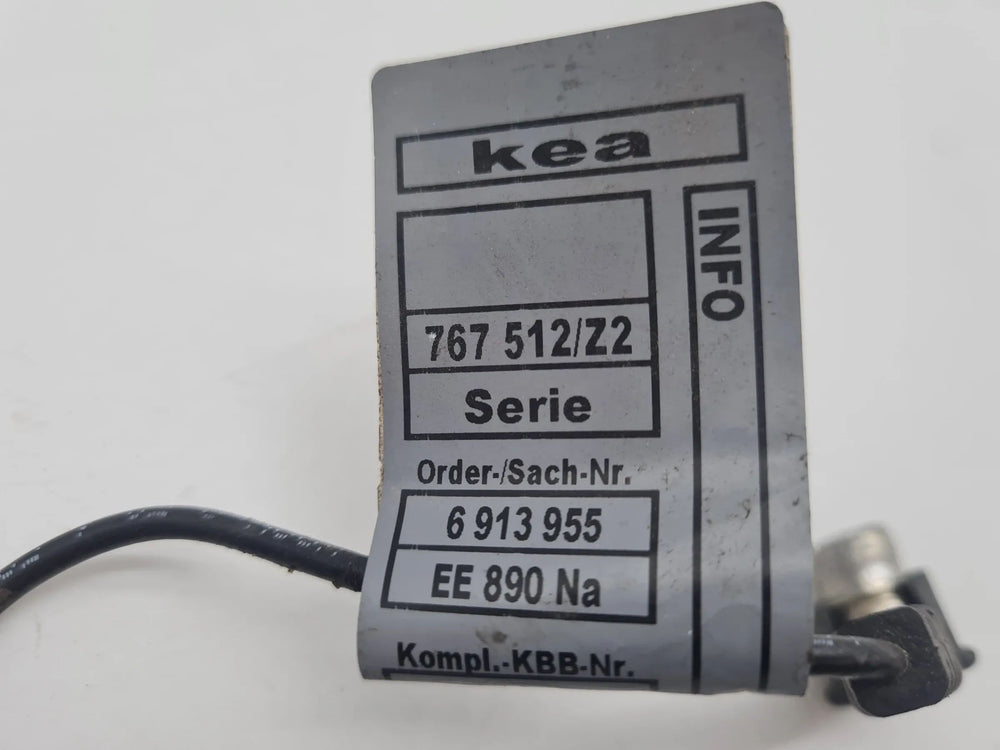 kea
INFO
767 512/Z2
Serie
Order-/Sach-Nr.
6 913 955
EE 890 Na
Kompl.-KBB-Nr.